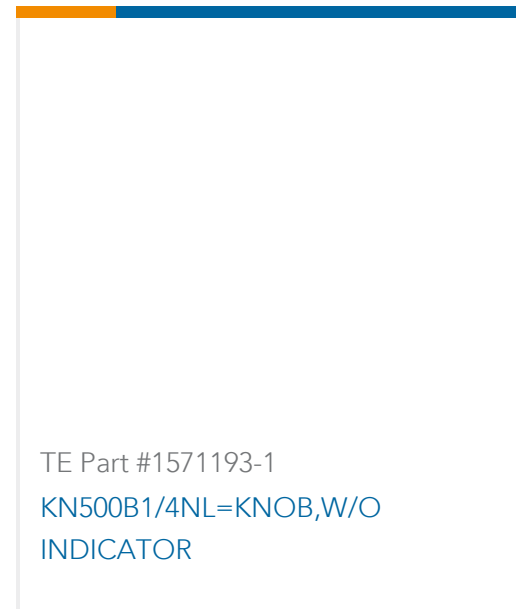 TE Part #1571193-1
KN500B1/4NL=KNOB,W/O
INDICATOR